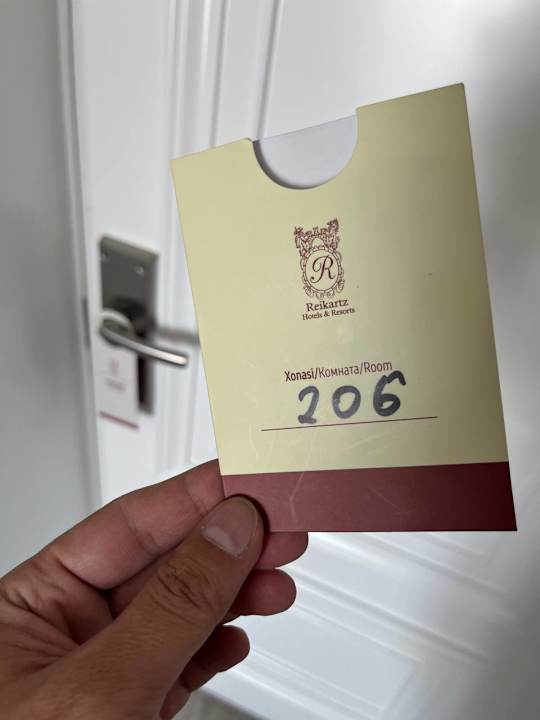 R
Reikartz
Hotels & Resorts
Xonasi/Комната/Room
206